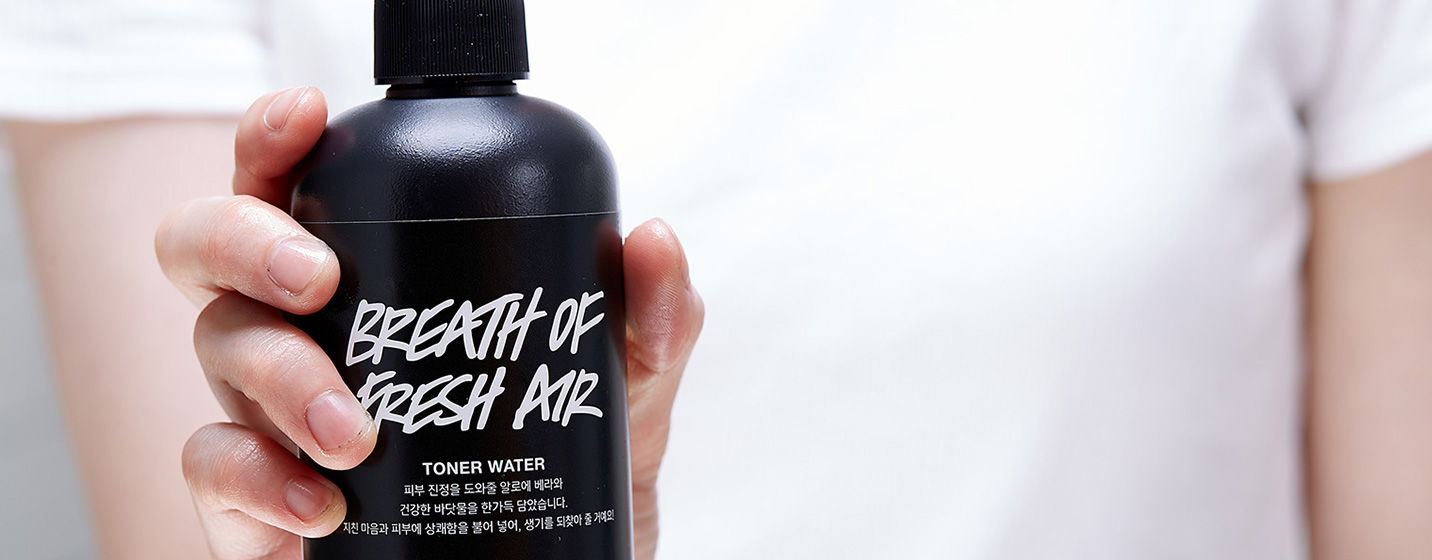 BREATH OF
FRESH AIR
TONER WATER
피부 진정을 도와줄 알로에 베라와
건강한 바닷물을 한가득 담았습니다.
지친 마음과 피부에 상쾌함을 불어 넣어, 생기를 되찾아 줄 거예요!